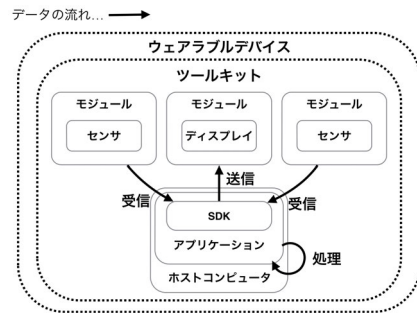 データの流れ…
ウェアラブルデバイス
ツールキット
モジュール
センサ
モジュール
ディスプレイ
モジュール
センサ
受信
送信
受信
SDK
アプリケーション
処理
ホストコンピュータ